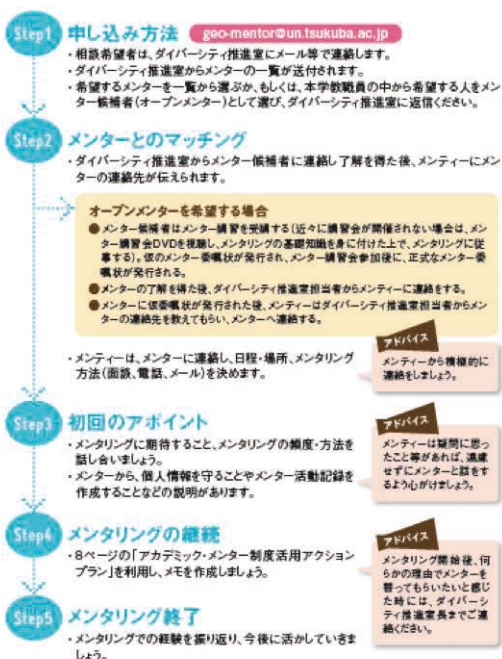 Step1 申し込み方法 geo-mentor@un.tsukuba.ac.jp
・相談希望者は、ダイバーシティ推進室にメール等で連絡します。
・ダイバーシティ推進室からメンターの一覧が送付されます。
・希望するメンターを一覧から選ぶか、もしくは、本学教職員の中から希望する人をメン
ター候補者(オープンメンター)として選び、ダイバーシティ推進室に返信ください。
Step2 メンターとのマッチング
・ダイバーシティ推進室からメンター候補者に連絡し了解を得た後、メンティーにメン
ターの連絡先が伝えられます。
オープンメンターを希望する場合
●メンター候補者はメンター講習を受講する(近々に講習会が開催されない場合は、メン
ター講習会DVDを視聴し、メンタリングの基礎知識を身に付けた上で、メンタリングに従
事する)。仮のメンター委嘱状が発行され、メンター講習会参加後に、正式なメンター委
嘱状が発行される。
●メンターの了解を得た後、ダイバーシティ推進室担当者からメンティーに連絡をする。
●メンターに仮委嘱状が発行された後、メンティーはダイバーシティ推進室担当者からメン
ターの連絡先を教えてもらい、メンターへ連絡する。
・メンティーは、メンターに連絡し、日程・場所、メンタリング
方法(面談、電話、メール)を決めます。
アドバイス
メンティーから積極的に
連絡をしましょう。
Step3 初回のアポイント
・メンタリングに期待すること、メンタリングの頻度・方法を
話し合いましょう。
・メンターから、個人情報を守ることやメンター活動記録を
作成することなどの説明があります。
アドバイス
メンティーは疑問に思っ
たこと等があれば、遠慮
せずにメンターと話をす
るよう心がけましょう。
Step4 メンタリングの継続
・8ページの「アカデミック・メンター制度活用アクション
プラン」を利用し、メモを作成しましょう。
アドバイス
メンタリング開始後、何
らかの理由でメンターを
替ってもらいたいと感じ
た時には、ダイバーシ
ティ推進室長までご連
絡ください。
Step5 メンタリング終了
・メンタリングでの経験を振り返り、今後に活かしていきま
しょう。